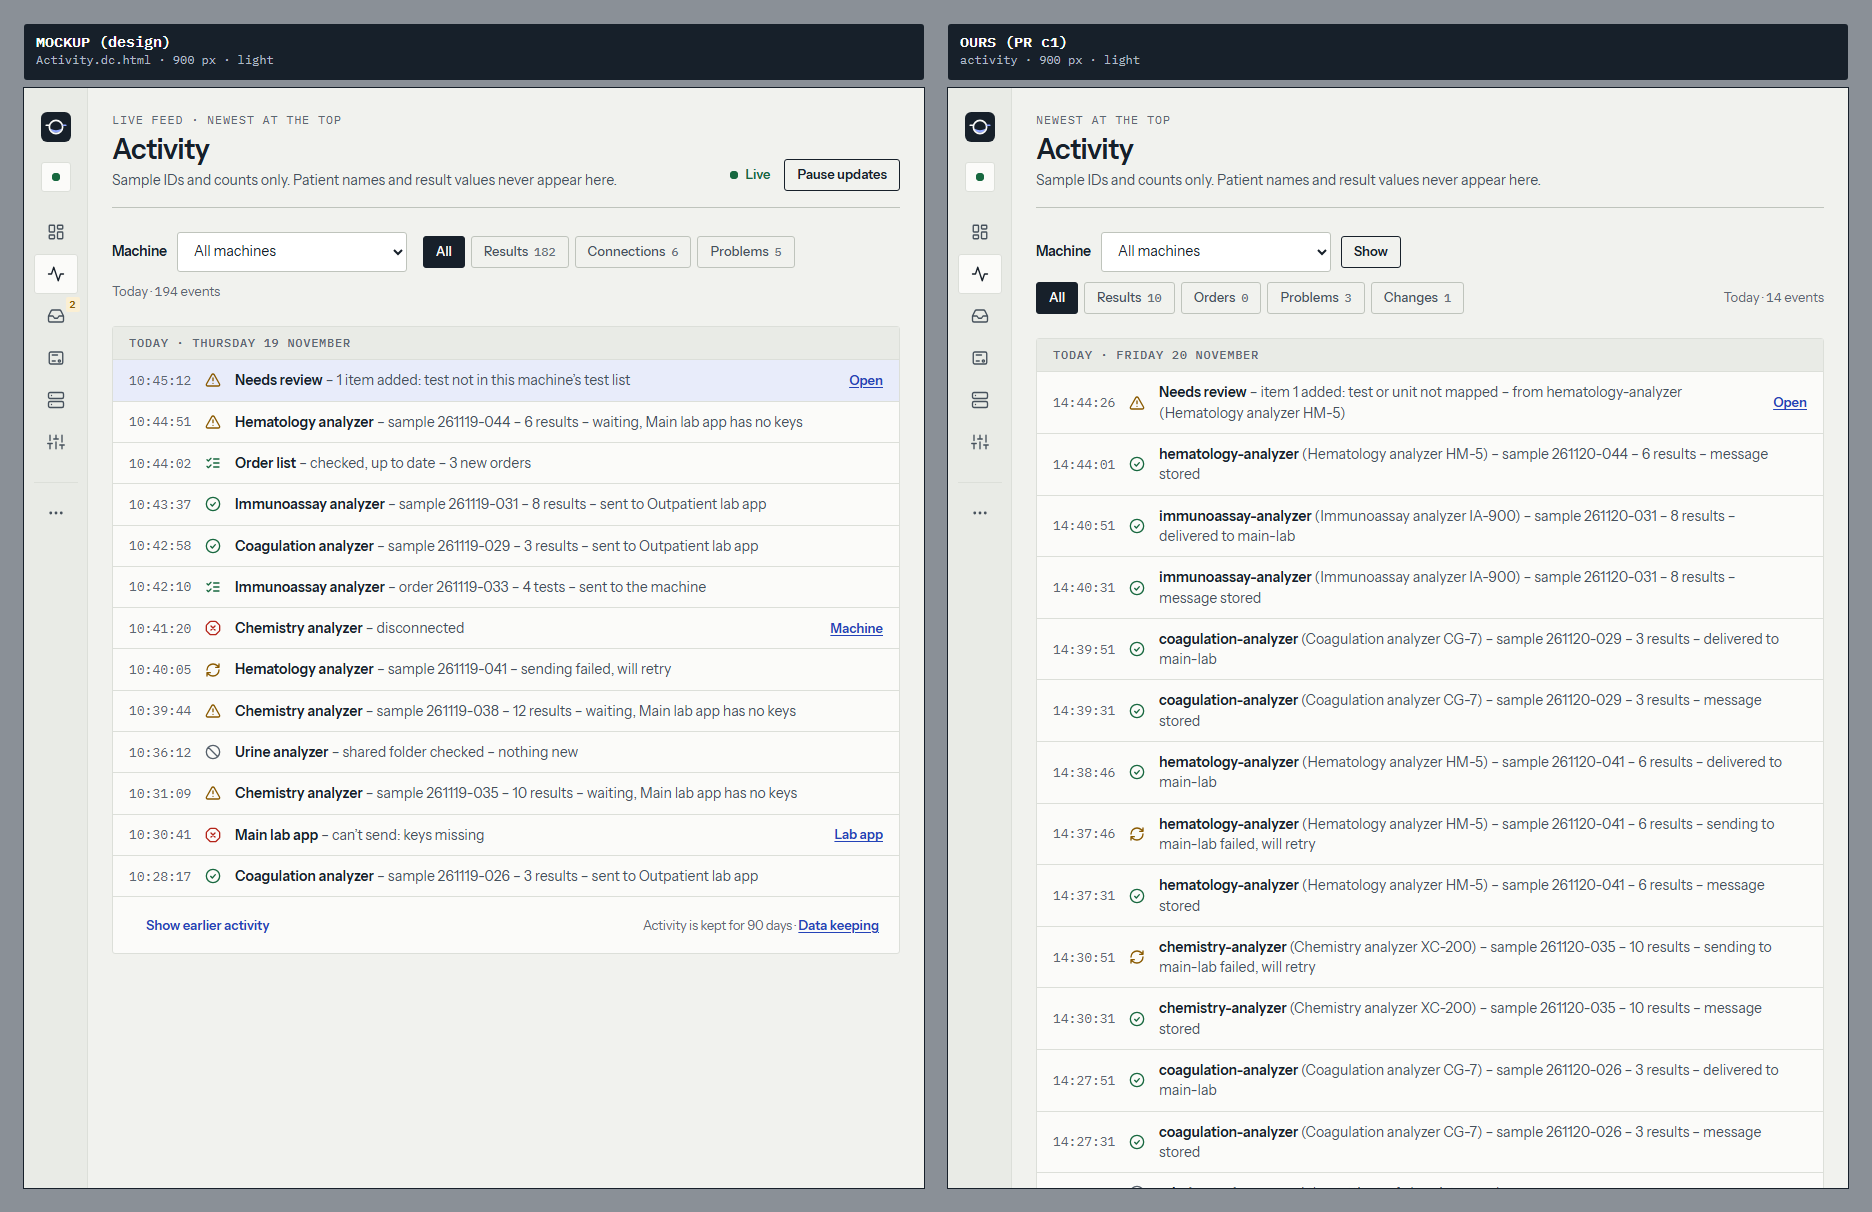 MOCKUP (design)
Activity.dc.html · 900 px · light
LIVE FEED · NEWEST AT THE TOP
Activity
Sample IDs and counts only. Patient names and result values never appear here.
Live
Pause updates
Machine
All machines
All
Results 182
Connections 6
Problems 5
Today · 194 events
2
TODAY · THURSDAY 19 NOVEMBER
10:45:12 Needs review – 1 item added: test not in this machine’s test list Open
10:44:51 Hematology analyzer – sample 261119-044 – 6 results – waiting, Main lab app has no keys
10:44:02 Order list – checked, up to date – 3 new orders
10:43:37 Immunoassay analyzer – sample 261119-031 – 8 results – sent to Outpatient lab app
10:42:58 Coagulation analyzer – sample 261119-029 – 3 results – sent to Outpatient lab app
10:42:10 Immunoassay analyzer – order 261119-033 – 4 tests – sent to the machine
10:41:20 Chemistry analyzer – disconnected Machine
10:40:05 Hematology analyzer – sample 261119-041 – sending failed, will retry
10:39:44 Chemistry analyzer – sample 261119-038 – 12 results – waiting, Main lab app has no keys
10:36:12 Urine analyzer – shared folder checked – nothing new
10:31:09 Chemistry analyzer – sample 261119-035 – 10 results – waiting, Main lab app has no keys
10:30:41 Main lab app – can’t send: keys missing Lab app
10:28:17 Coagulation analyzer – sample 261119-026 – 3 results – sent to Outpatient lab app
Show earlier activity
Activity is kept for 90 days · Data keeping
OURS (PR c1)
activity · 900 px · light
NEWEST AT THE TOP
Activity
Sample IDs and counts only. Patient names and result values never appear here.
Machine
All machines
Show
All
Results 10
Orders 0
Problems 3
Changes 1
Today · 14 events
TODAY · FRIDAY 20 NOVEMBER
14:44:26 Needs review – item 1 added: test or unit not mapped – from hematology-analyzer
(Hematology analyzer HM-5)
Open
14:44:01 hematology-analyzer (Hematology analyzer HM-5) – sample 261120-044 – 6 results – message
stored
14:40:51 immunoassay-analyzer (Immunoassay analyzer IA-900) – sample 261120-031 – 8 results –
delivered to main-lab
14:40:31 immunoassay-analyzer (Immunoassay analyzer IA-900) – sample 261120-031 – 8 results –
message stored
14:39:51 coagulation-analyzer (Coagulation analyzer CG-7) – sample 261120-029 – 3 results – delivered to
main-lab
14:39:31 coagulation-analyzer (Coagulation analyzer CG-7) – sample 261120-029 – 3 results – message
stored
14:38:46 hematology-analyzer (Hematology analyzer HM-5) – sample 261120-041 – 6 results – delivered to
main-lab
14:37:46 hematology-analyzer (Hematology analyzer HM-5) – sample 261120-041 – 6 results – sending to
main-lab failed, will retry
14:37:31 hematology-analyzer (Hematology analyzer HM-5) – sample 261120-041 – 6 results – message
stored
14:30:51 chemistry-analyzer (Chemistry analyzer XC-200) – sample 261120-035 – 10 results – sending to
main-lab failed, will retry
14:30:31 chemistry-analyzer (Chemistry analyzer XC-200) – sample 261120-035 – 10 results – message
stored
14:27:51 coagulation-analyzer (Coagulation analyzer CG-7) – sample 261120-026 – 3 results – delivered to
main-lab
14:27:31 coagulation-analyzer (Coagulation analyzer CG-7) – sample 261120-026 – 3 results – message
stored